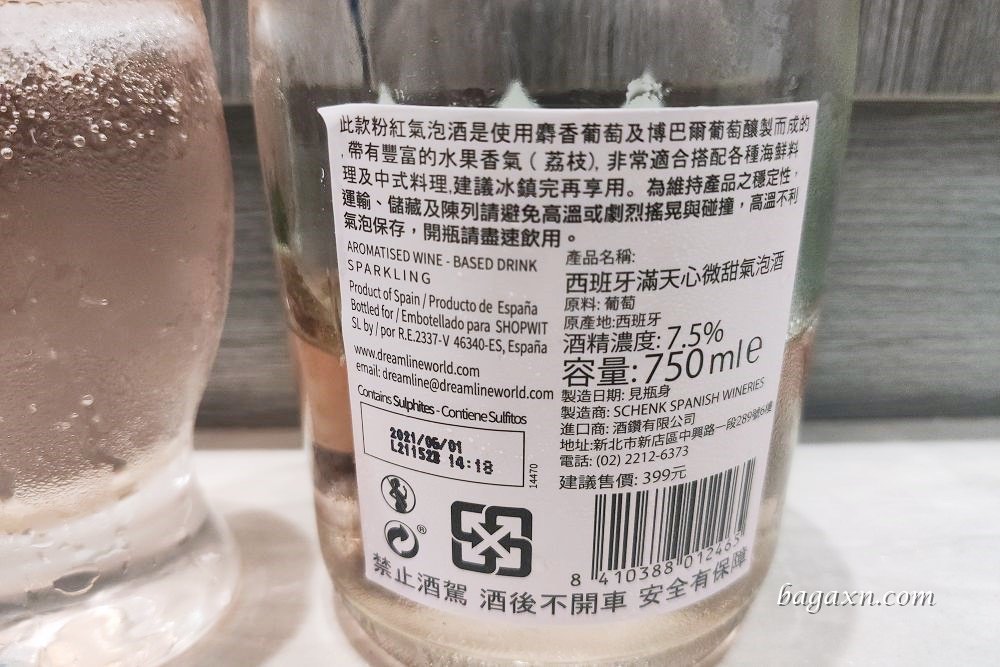 此款粉紅氣泡酒是使用麝香葡萄及博巴爾葡萄釀製而成的
,帶有豐富的水果香氣(荔枝),非常適合搭配各種海鮮料
理及中式料理,建議冰鎮完再享用。為維持產品之穩定性,
運輸、儲藏及陳列請避免高溫或劇烈搖晃與碰撞,高溫不利
氣泡保存,開瓶請盡速飲用。
AROMATISED WINE - BASED DRINK
SPARKLING
Product of Spain / Producto de España
Bottled for / Embotellado para SHOPWIT
SL by / por R.E.2337-V 46340-ES, España
www.dreamlineworld.com
email: dreamline@dreamlineworld.com
Contains Sulphites - Contiene Sulfitos
2021/06/01
14:18
14470
產品名稱:
西班牙滿天心微甜氣泡酒
原料: 葡萄
原產地:西班牙
酒精濃度: 7.5%
容量: 750 ml e
製造日期: 見瓶身
製造商: SCHENK SPANISH WINERIES
進口商: 酒鑽有限公司
地址:新北市新店區中興路一段289號6樓
電話: (02) 2212-6373
建議售價: 399元
8 410388 012463
®
禁止酒駕 酒後不開車 安全有保障
bagaxn.com